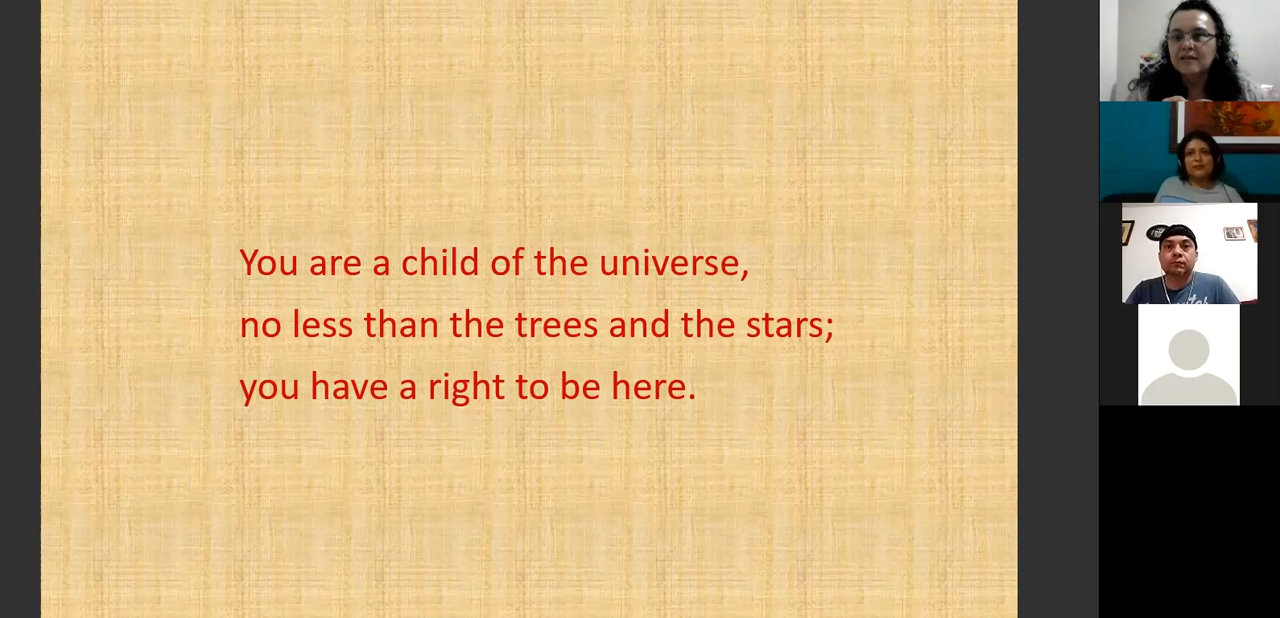 You are a child of the universe,
no less than the trees and the stars;
you have a right to be here.